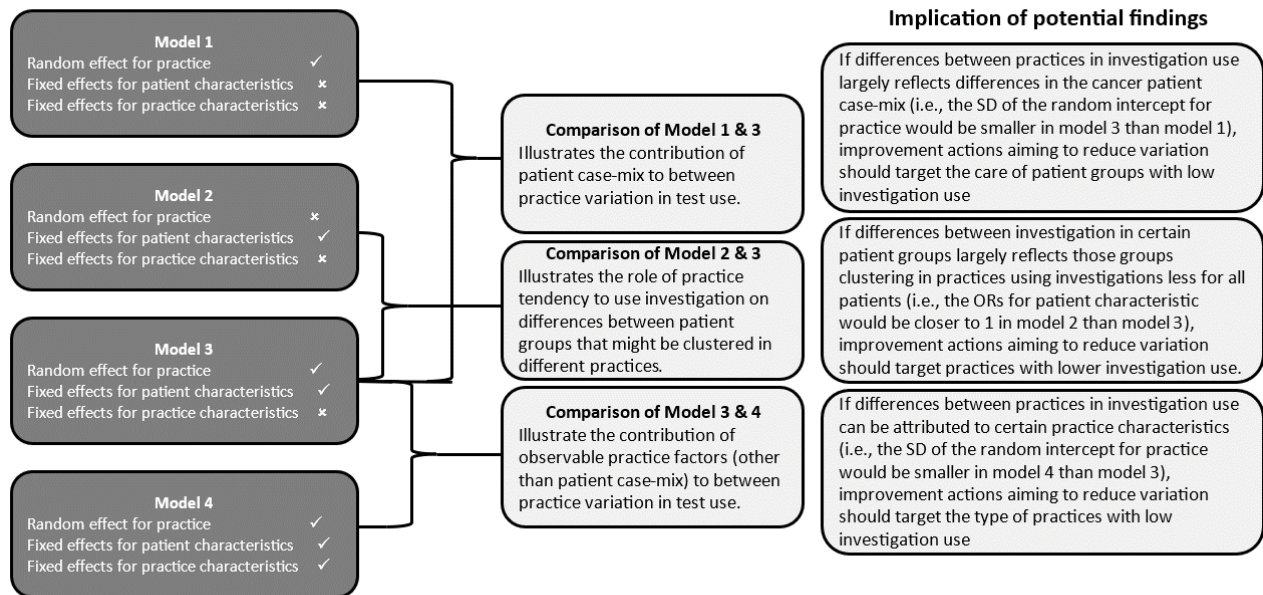 Model 1
Random effect for practice ✓
Fixed effects for patient characteristics ×
Fixed effects for practice characteristics ×
Model 2
Random effect for practice ×
Fixed effects for patient characteristics ✓
Fixed effects for practice characteristics ×
Model 3
Random effect for practice ✓
Fixed effects for patient characteristics ✓
Fixed effects for practice characteristics ×
Model 4
Random effect for practice ✓
Fixed effects for patient characteristics ✓
Fixed effects for practice characteristics ✓
Comparison of Model 1 & 3
Illustrates the contribution of
patient case-mix to between
practice variation in test use.
Comparison of Model 2 & 3
Illustrates the role of practice
tendency to use investigation on
differences between patient
groups that might be clustered in
different practices.
Comparison of Model 3 & 4
Illustrate the contribution of
observable practice factors (other
than patient case-mix) to between
practice variation in test use.
Implication of potential findings
If differences between practices in investigation use
largely reflects differences in the cancer patient
case-mix (i.e., the SD of the random intercept for
practice would be smaller in model 3 than model 1),
improvement actions aiming to reduce variation
should target the care of patient groups with low
investigation use
If differences between investigation in certain
patient groups largely reflects those groups
clustering in practices using investigations less for all
patients (i.e., the ORs for patient characteristic
would be closer to 1 in model 2 than model 3),
improvement actions aiming to reduce variation
should target practices with lower investigation use.
If differences between practices in investigation use
can be attributed to certain practice characteristics
(i.e., the SD of the random intercept for practice
would be smaller in model 4 than model 3),
improvement actions aiming to reduce variation
should target the type of practices with low
investigation use